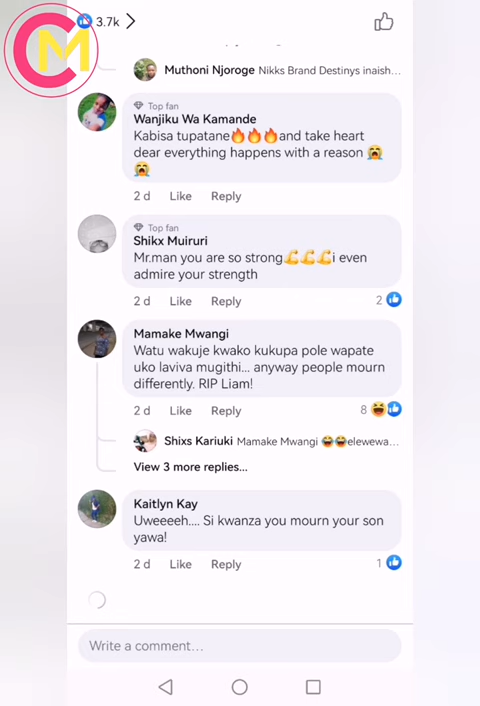 CM
3.7k
Muthoni Njoroge Nikks Brand Destinys inaish...
Top fan
Wanjiku Wa Kamande
Kabisa tupatane🔥🔥🔥and take heart
dear everything happens with a reason 😭
😭
2 d Like Reply
Top fan
Shikx Muiruri
Mr.man you are so strong💪💪💪i even
admire your strength
2 d Like Reply 2
Mamake Mwangi
Watu wakuje kwako kukupa pole wapate
uko laviva mugithi... anyway people mourn
differently. RIP Liam!
2 d Like Reply 8
Shixs Kariuki Mamake Mwangi 😂😂elewewa...
View 3 more replies...
Kaitlyn Kay
Uweeeeh.... Si kwanza you mourn your son
yawa!
2 d Like Reply 1
Write a comment...